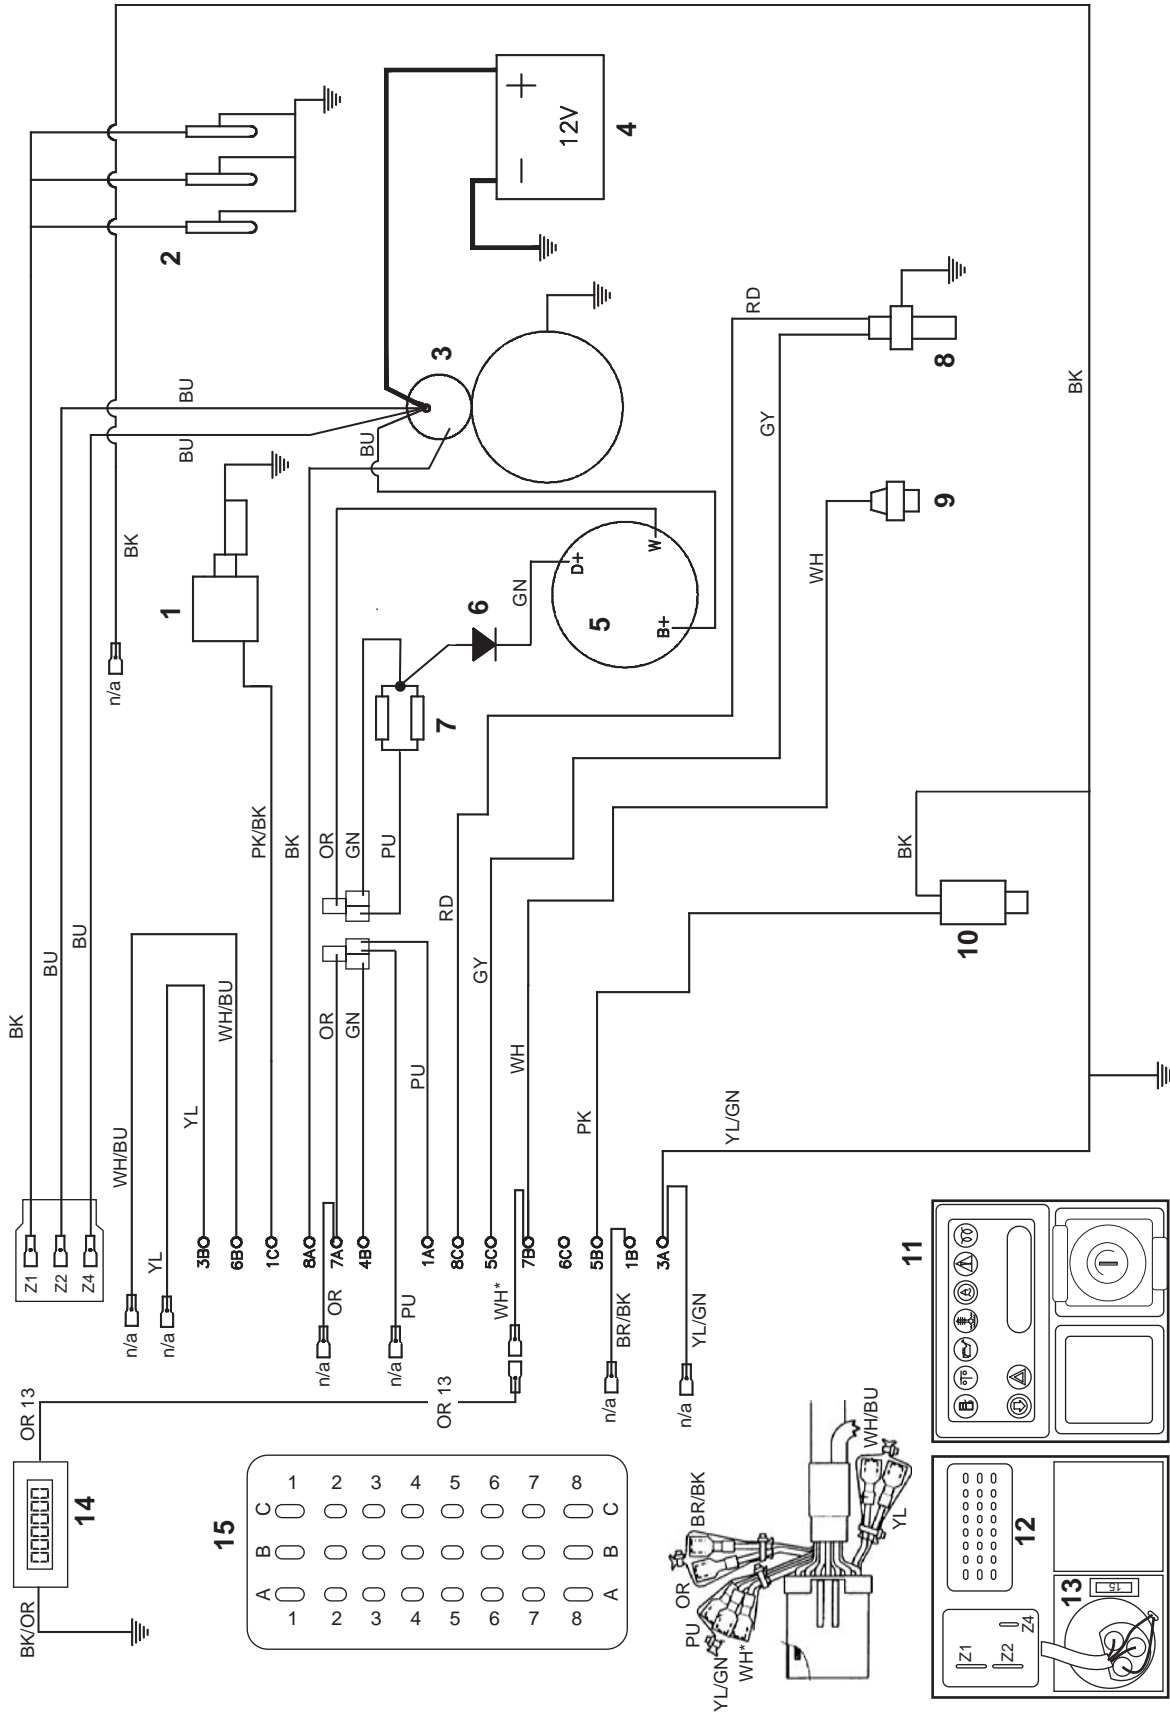 BK/OR
OR 13
14
Z1
Z2
Z4
BK
BU
BU
n/a
WH/BU
n/a
YL
YL
WH/BU
n/a
BK
BU
BU
2
1
3B
6B
1C
PK/BK
8A
BK
7A
n/a
OR
OR
OR
4B
GN
GN
BU
n/a
PU
PU
PU
1A
7
3
8C
RD
OR 13
6
5C
GY
WH*
WH
7B
GN
D+
W
B+
5
6C
+
–
12V
4
5B
PK
n/a
BR/BK
1B
3A
YL/GN
n/a
YL/GN
RD
GY
WH
9
8
BK
10
BK
15
A B C
1 1
2 2
3 3
4 4
5 5
6 6
7 7
8 8
A B C
YL/GN
PU
OR
BR/BK
WH*
YL
WH/BU
11
12
13
15
Z1
Z2
Z4